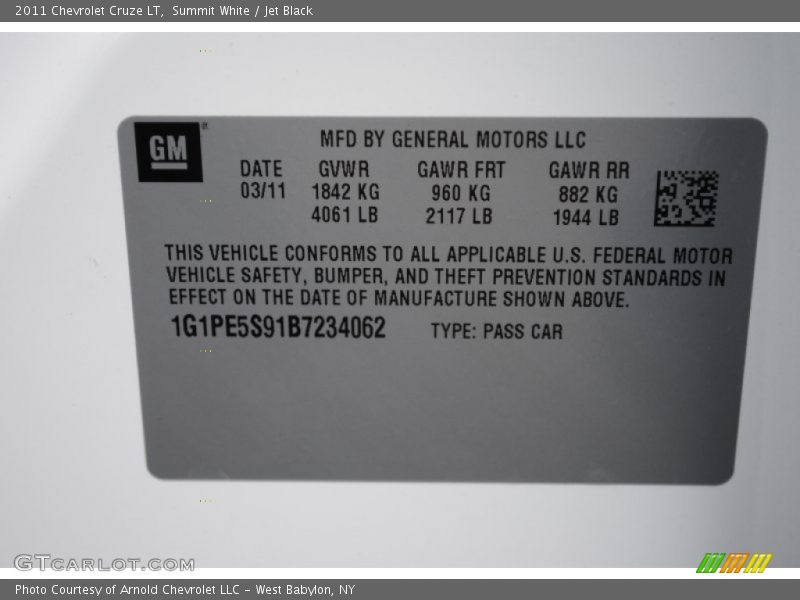 2011 Chevrolet Cruze LT, Summit White / Jet Black
GM
MFD BY GENERAL MOTORS LLC
DATE GVWR GAWR FRT GAWR RR
03/11 1842 KG 960 KG 882 KG
4061 LB 2117 LB 1944 LB
THIS VEHICLE CONFORMS TO ALL APPLICABLE U.S. FEDERAL MOTOR
VEHICLE SAFETY, BUMPER, AND THEFT PREVENTION STANDARDS IN
EFFECT ON THE DATE OF MANUFACTURE SHOWN ABOVE.
1G1PE5S91B7234062 TYPE: PASS CAR
GTCARLOT.COM
Photo Courtesy of Arnold Chevrolet LLC - West Babylon, NY